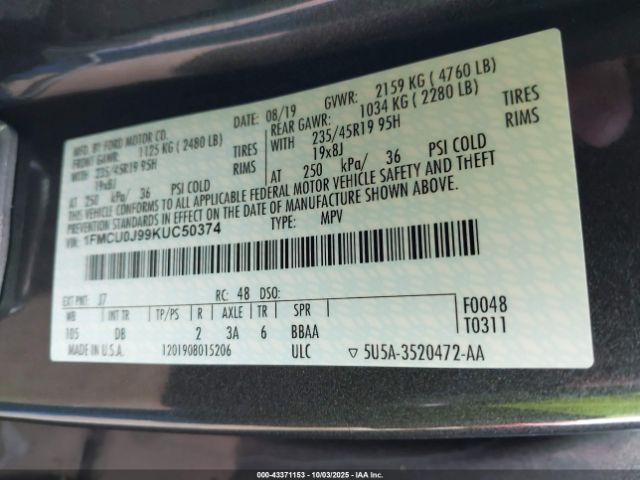 MFD. BY FORD MOTOR CO.
DATE: 08/19 GVWR: 2159 KG ( 4760 LB)
FRONT GAWR: 1125 KG ( 2480 LB)
REAR GAWR: 1034 KG ( 2280 LB)
WITH 235/45R19 95H TIRES
WITH 235/45R19 95H TIRES
19x8J RIMS
19x8J RIMS
AT 250 kPa/ 36 PSI COLD
AT 250 kPa/ 36 PSI COLD
THIS VEHICLE CONFORMS TO ALL APPLICABLE FEDERAL MOTOR VEHICLE SAFETY AND THEFT
PREVENTION STANDARDS IN EFFECT ON THE DATE OF MANUFACTURE SHOWN ABOVE.
VIN: 1FMCU0J99KUC50374 TYPE: MPV
EXT PNT: J7 RC: 48 DSO:
WB INT TR TP/PS R AXLE TR SPR F0048
105 DB 2 3A 6 BBAA T0311
MADE IN U.S.A. 1201908015206 ULC ▽ 5U5A-3520472-AA
000-43371153 10/03/2025 IAA Inc.